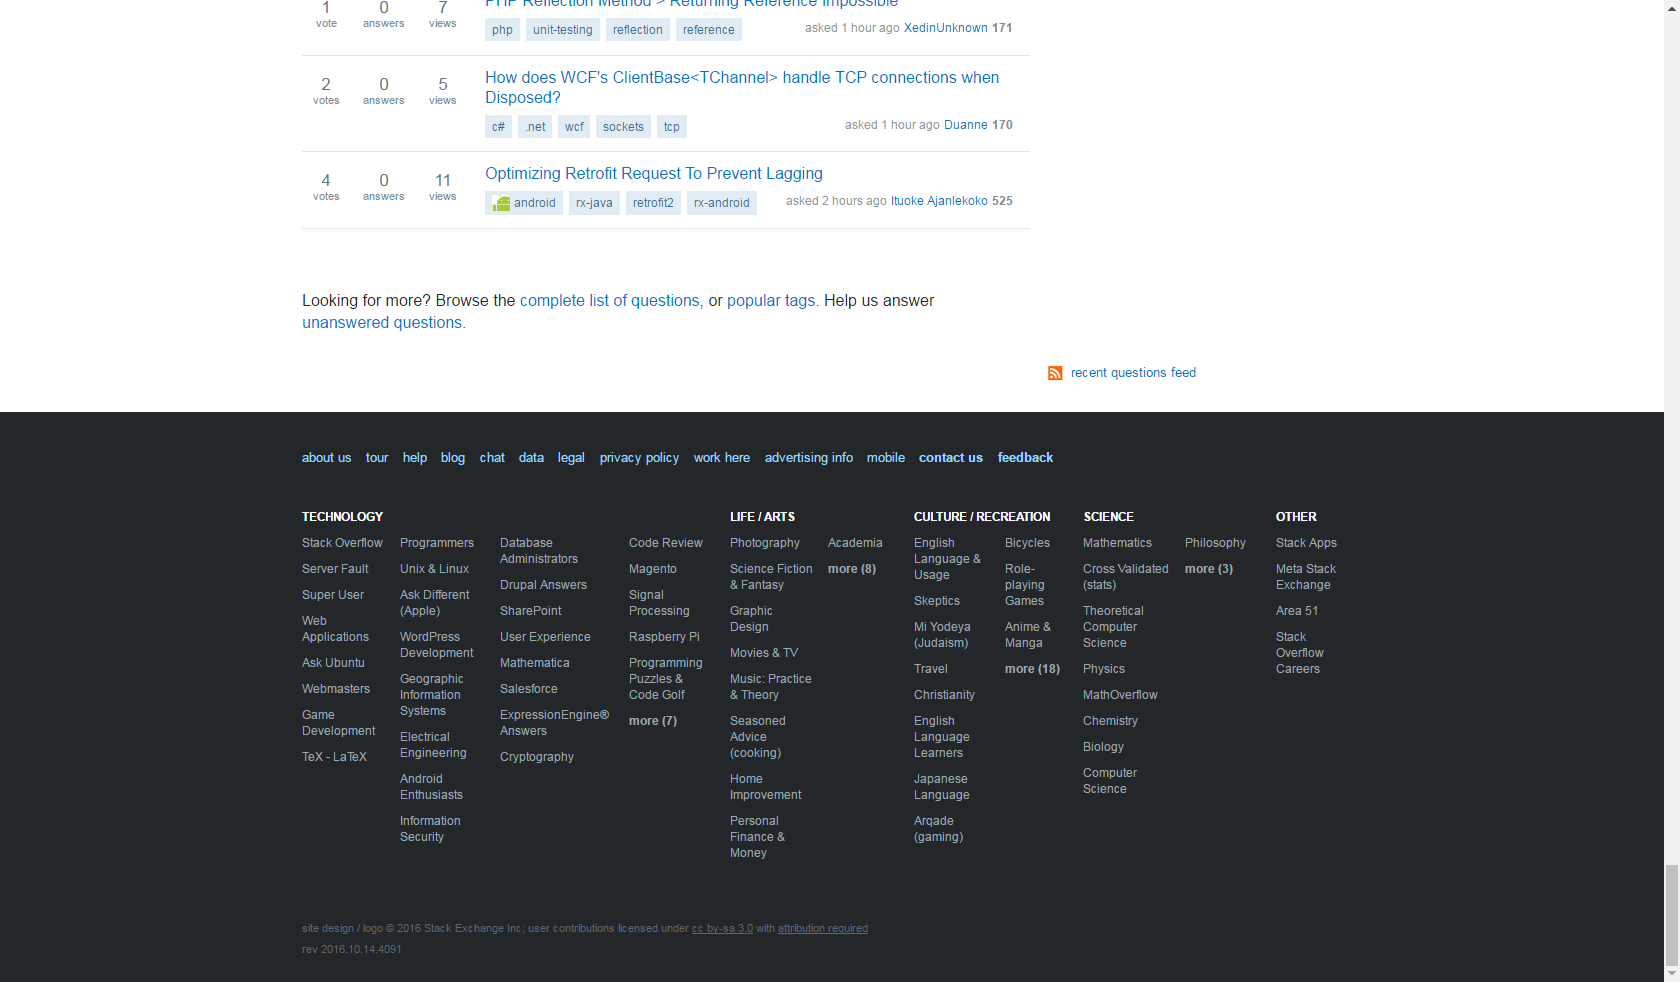 1 0 7
PHP Reflection Method > Returning Reference Impossible
vote answers views
php unit-testing reflection reference
asked 1 hour ago XedinUnknown 171
2 0 5
votes answers views
How does WCF's ClientBase<TChannel> handle TCP connections when
Disposed?
c# .net wcf sockets tcp
asked 1 hour ago Duanne 170
4 0 11
votes answers views
Optimizing Retrofit Request To Prevent Lagging
android rx-java retrofit2 rx-android
asked 2 hours ago Ituoke Ajanlekoko 525
Looking for more? Browse the complete list of questions, or popular tags. Help us answer
unanswered questions.
recent questions feed
about us tour help blog chat data legal privacy policy work here advertising info mobile contact us feedback
TECHNOLOGY
Stack Overflow
Server Fault
Super User
Web
Applications
Ask Ubuntu
Webmasters
Game
Development
TeX - LaTeX
Programmers
Unix & Linux
Ask Different
(Apple)
WordPress
Development
Geographic
Information
Systems
Electrical
Engineering
Android
Enthusiasts
Information
Security
Database
Administrators
Drupal Answers
SharePoint
User Experience
Mathematica
Salesforce
ExpressionEngine®
Answers
Cryptography
Code Review
Magento
Signal
Processing
Raspberry Pi
Programming
Puzzles &
Code Golf
more (7)
LIFE / ARTS
Photography
Science Fiction
& Fantasy
Graphic
Design
Movies & TV
Music: Practice
& Theory
Seasoned
Advice
(cooking)
Home
Improvement
Personal
Finance &
Money
Academia
more (8)
CULTURE / RECREATION
English
Language &
Usage
Skeptics
Mi Yodeya
(Judaism)
Travel
Christianity
English
Language
Learners
Japanese
Language
Arqade
(gaming)
Bicycles
Role-
playing
Games
Anime &
Manga
more (18)
SCIENCE
Mathematics
Cross Validated
(stats)
Theoretical
Computer
Science
Physics
MathOverflow
Chemistry
Biology
Computer
Science
Philosophy
more (3)
OTHER
Stack Apps
Meta Stack
Exchange
Area 51
Stack
Overflow
Careers
site design / logo © 2016 Stack Exchange Inc; user contributions licensed under cc by-sa 3.0 with attribution required
rev 2016.10.14.4091